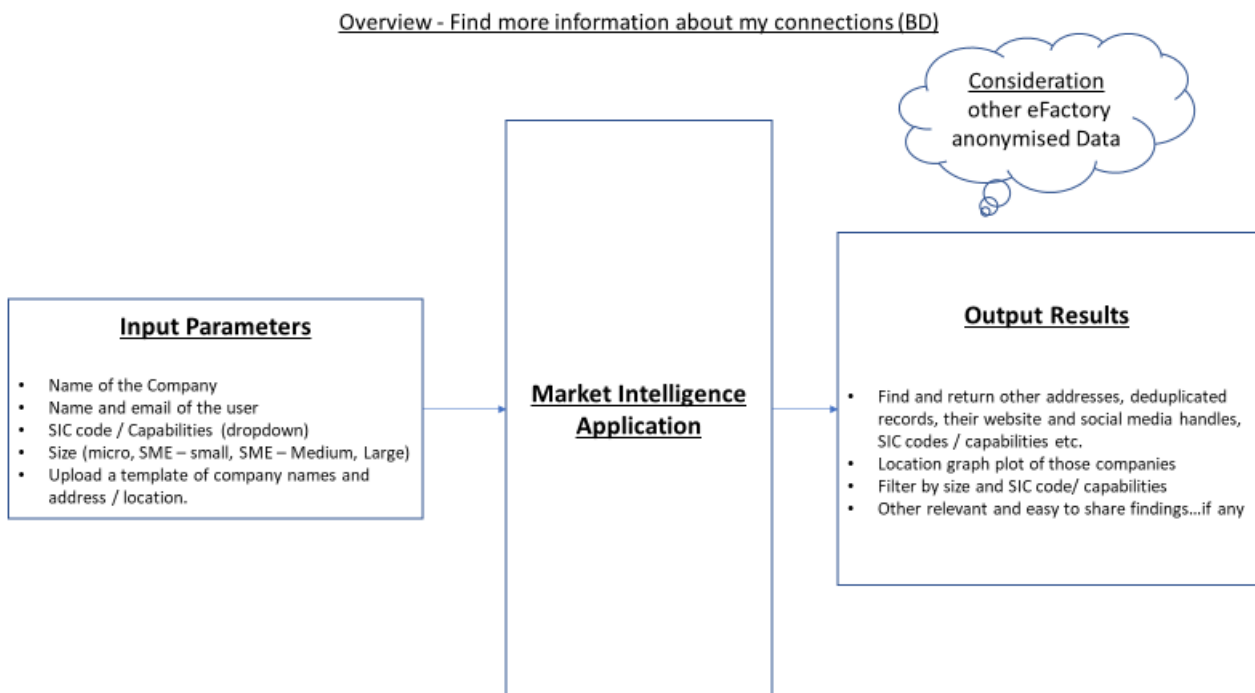 Overview - Find more information about my connections (BD)
Consideration
other eFactory
anonymised Data
Input Parameters
• Name of the Company
• Name and email of the user
• SIC code / Capabilities (dropdown)
• Size (micro, SME – small, SME – Medium, Large)
• Upload a template of company names and
address / location.
Market Intelligence
Application
Output Results
• Find and return other addresses, deduplicated
records, their website and social media handles,
SIC codes / capabilities etc.
• Location graph plot of those companies
• Filter by size and SIC code/ capabilities
• Other relevant and easy to share findings...if any